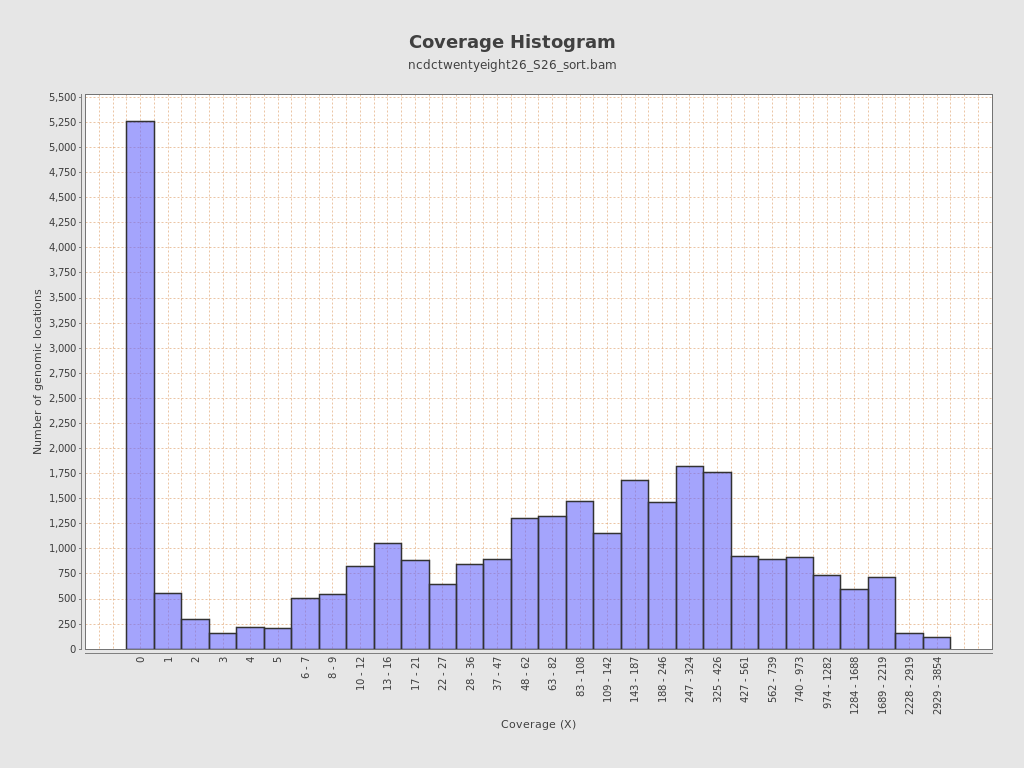 Coverage Histogram
ncdctwentyeight26_S26_sort.bam
Number of genomic locations
5,500
5,250
5,000
4,750
4,500
4,250
4,000
3,750
3,500
3,250
3,000
2,750
2,500
2,250
2,000
1,750
1,500
1,250
1,000
750
500
250
0
0
1
2
3
4
5
6 - 7
8 - 9
10 - 12
13 - 16
17 - 21
22 - 27
28 - 36
37 - 47
48 - 62
63 - 82
83 - 108
109 - 142
143 - 187
188 - 246
247 - 324
325 - 426
427 - 561
562 - 739
740 - 973
974 - 1282
1284 - 1688
1689 - 2219
2228 - 2919
2929 - 3854
Coverage (X)